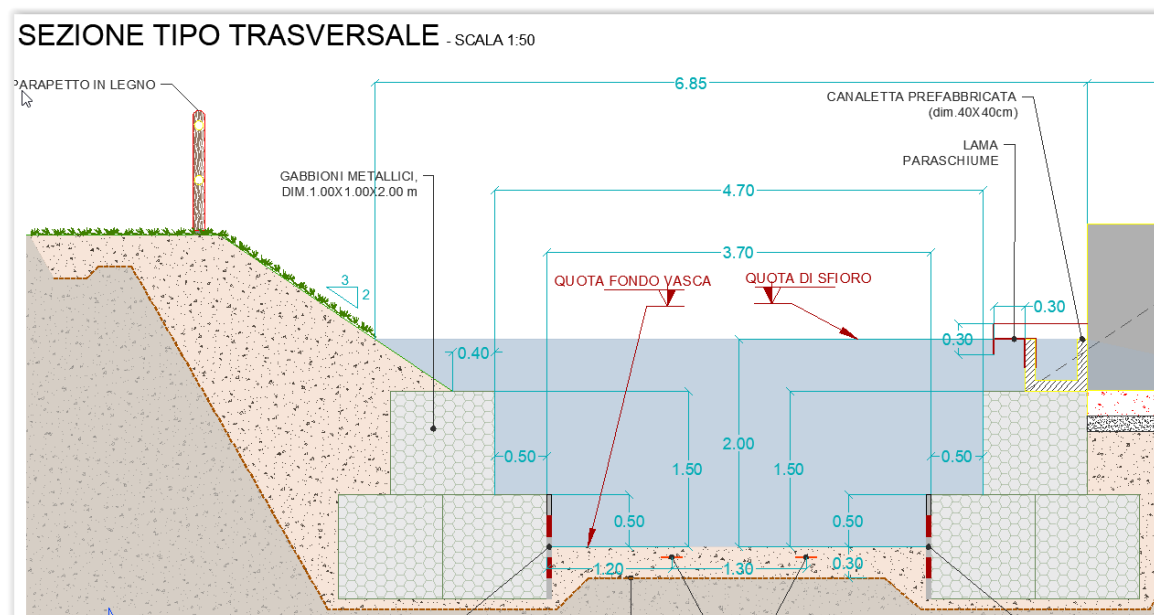 SEZIONE TIPO TRASVERSALE - SCALA 1:50
PARAPETTO IN LEGNO
6.85
CANALETTA PREFABBRICATA
(dim.40X40cm)
LAMA
PARASCHIUME
GABBIONI METALLICI,
DIM.1.00X1.00X2.00 m
4.70
3.70
QUOTA FONDO VASCA
QUOTA DI SFIORO
3
2
0.30
0.30
0.40
2.00
0.50
1.50
1.50
0.50
0.50
0.50
1.20
1.30
0.30